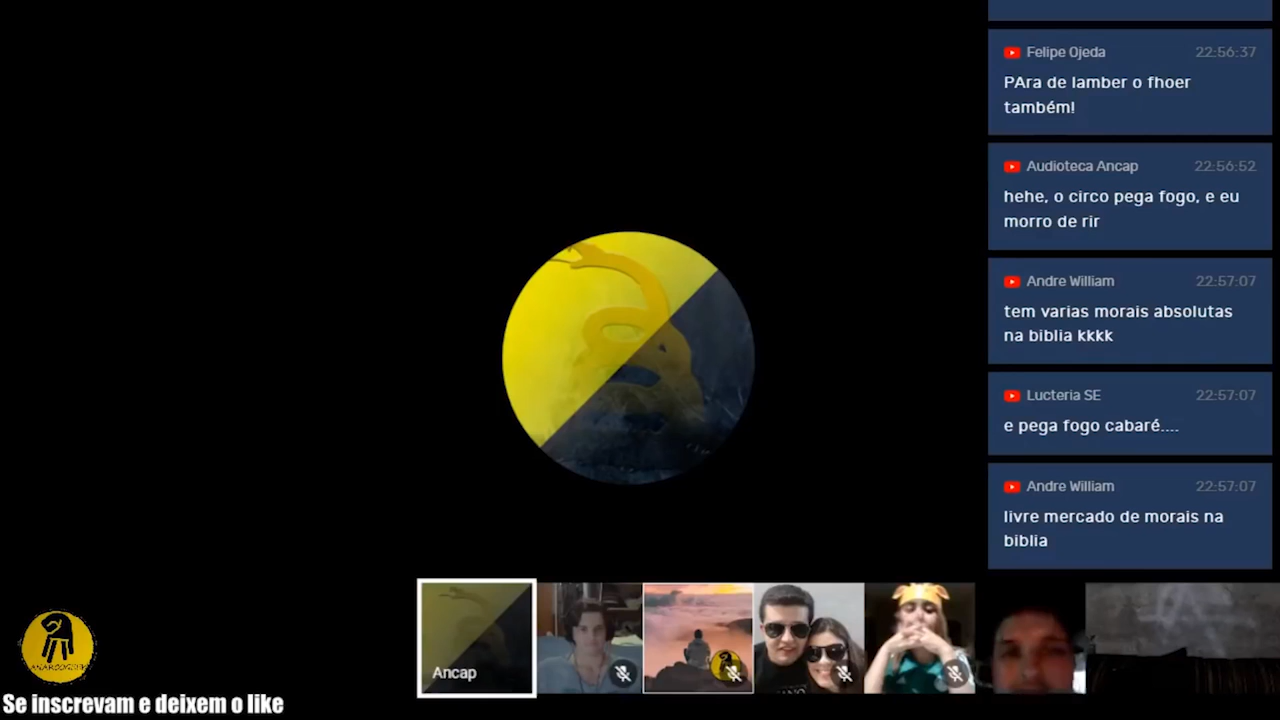 Felipe Ojeda 22:56:37
PAra de lamber o fhoer
também!
Audioteca Ancap 22:56:52
hehe, o circo pega fogo, e eu
morro de rir
Andre William 22:57:07
tem varias morais absolutas
na biblia kkkk
Lucteria SE 22:57:07
e pega fogo cabaré....
Andre William 22:57:07
livre mercado de morais na
biblia
Ancap
Se inscrevam e deixem o like